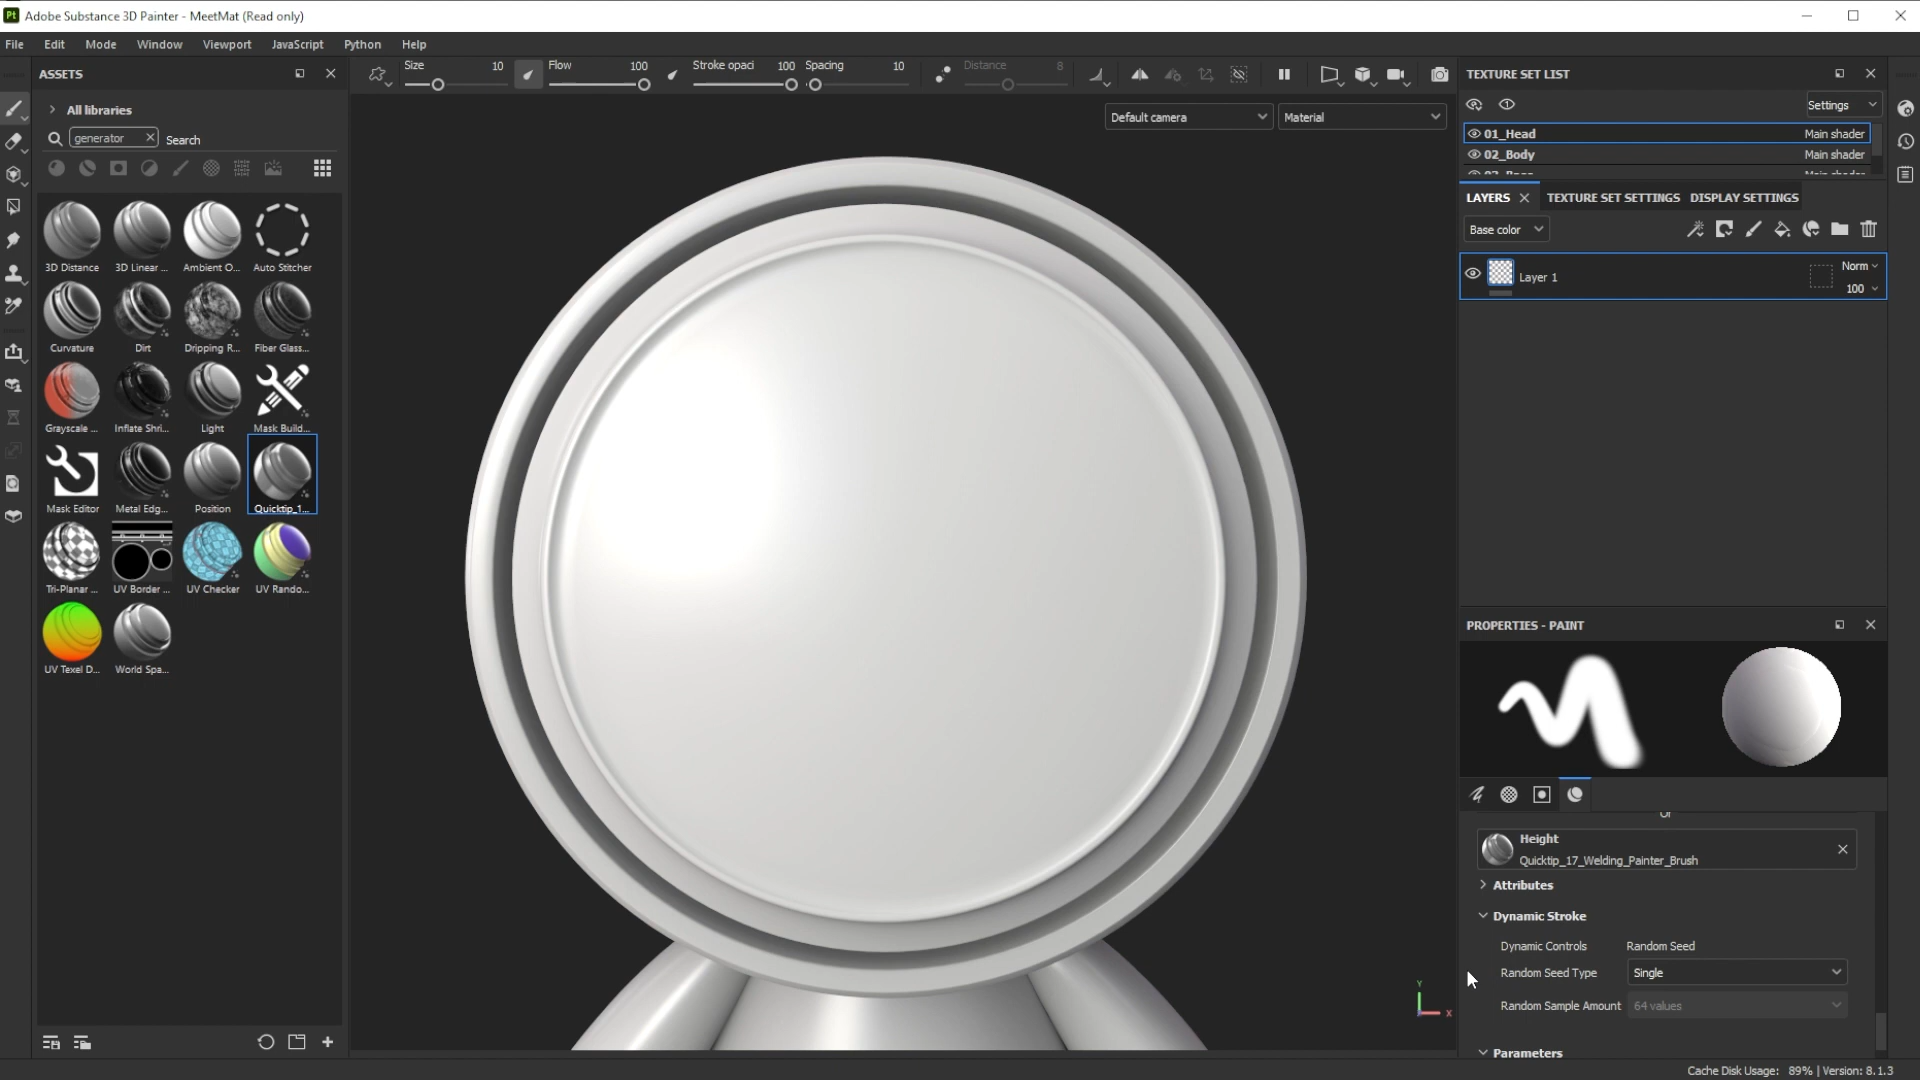 Adobe Substance 3D Painter - MeetMat (Read only)
File Edit Mode Window Viewport JavaScript Python Help
ASSETS
All libraries
generator
Search
3D Distance
3D Linear ...
Ambient O...
Auto Stitcher
Curvature
Dirt
Dripping R...
Fiber Glass...
Grayscale ...
Inflate Shri...
Light
Mask Build...
Mask Editor
Metal Edg...
Position
Quicktip_1...
Tri-Planar ...
UV Border ...
UV Checker
UV Rando...
UV Texel D...
World Spa...
Size 10
Flow 100
Stroke opaci 100
Spacing 10
Distance 8
Default camera
Material
Y
X
TEXTURE SET LIST
Settings
01_Head Main shader
02_Body Main shader
LAYERS TEXTURE SET SETTINGS DISPLAY SETTINGS
Base color
Layer 1
Norm
100
PROPERTIES - PAINT
Or
Height
Quicktip_17_Welding_Painter_Brush
Attributes
Dynamic Stroke
Dynamic Controls Random Seed
Random Seed Type Single
Random Sample Amount 64 values
Parameters
Cache Disk Usage: 89% | Version: 8.1.3